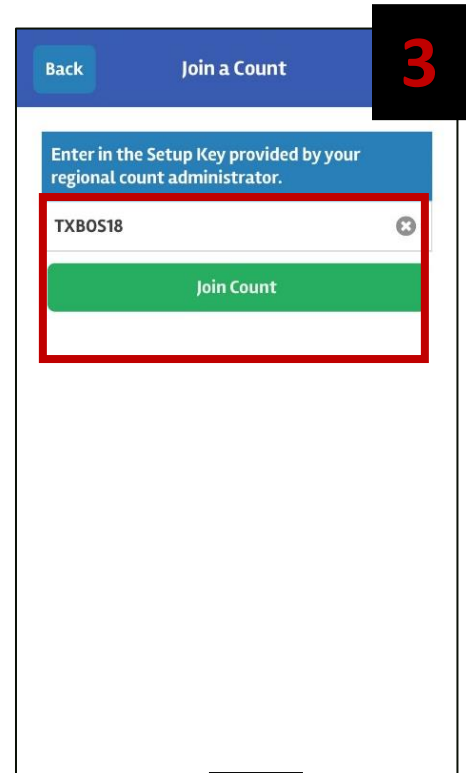 3
Back Join a Count
Enter in the Setup Key provided by your
regional count administrator.
TXBOS18
Join Count